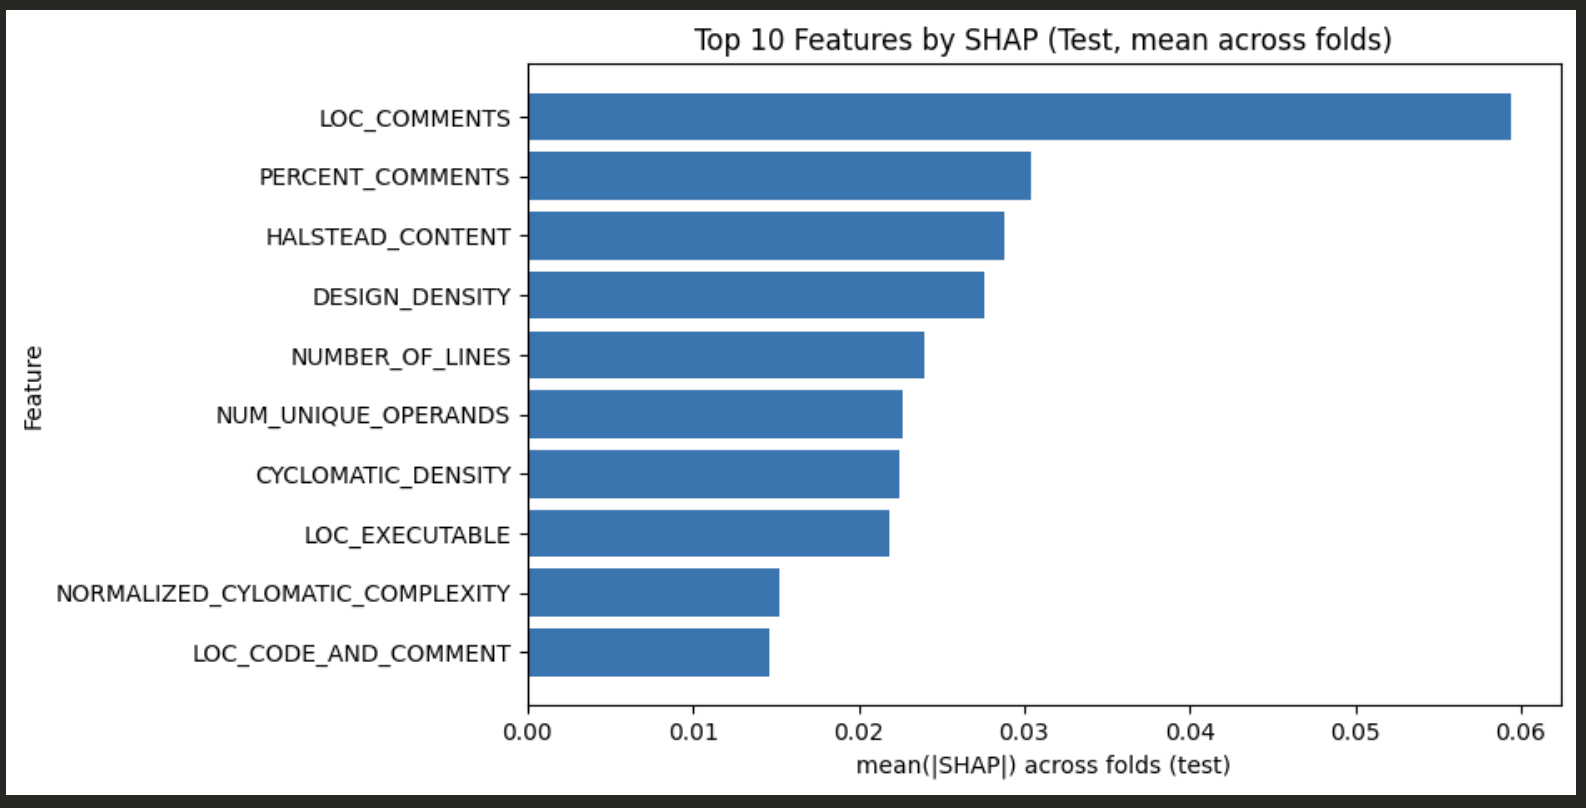 Top 10 Features by SHAP (Test, mean across folds)
LOC_COMMENTS
PERCENT_COMMENTS
HALSTEAD_CONTENT
DESIGN_DENSITY
NUMBER_OF_LINES
NUM_UNIQUE_OPERANDS
CYCLOMATIC_DENSITY
LOC_EXECUTABLE
NORMALIZED_CYLOMATIC_COMPLEXITY
LOC_CODE_AND_COMMENT
Feature
0.00 0.01 0.02 0.03 0.04 0.05 0.06
mean(|SHAP|) across folds (test)